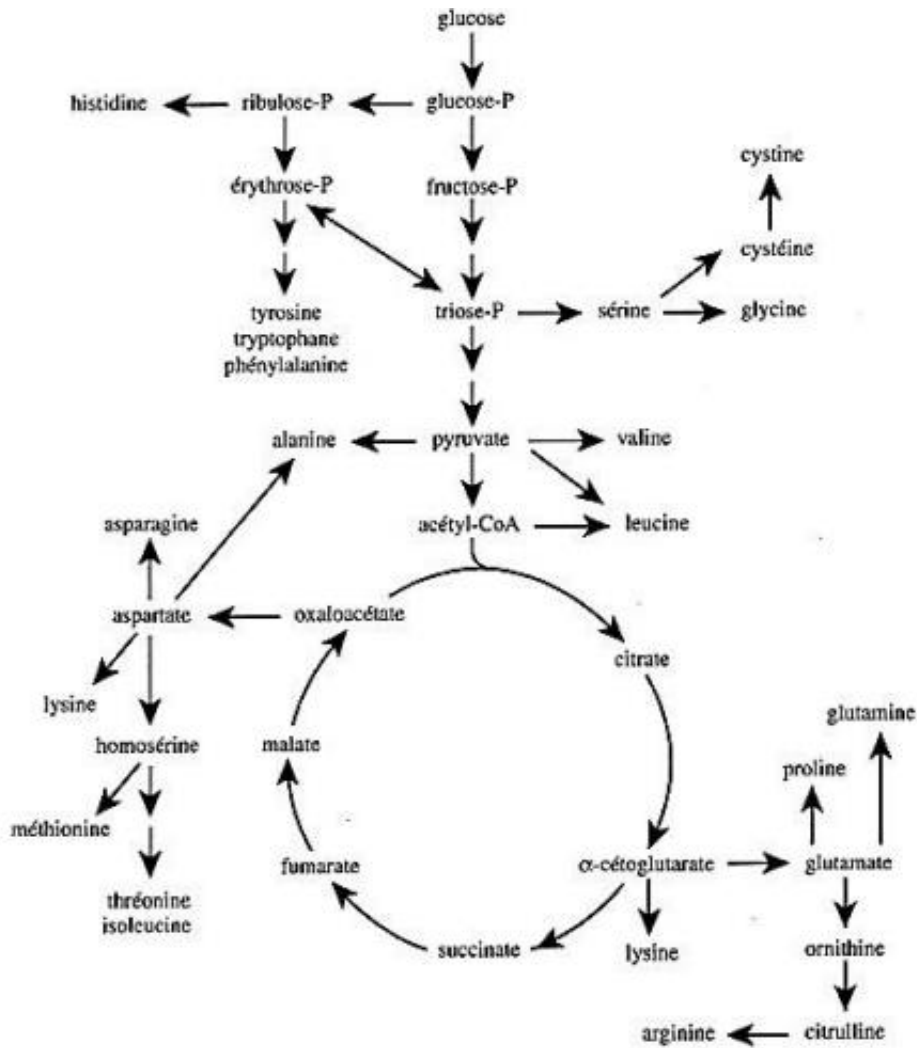 glucose
histidine
ribulose-P
glucose-P
cystine
érythrose-P
fructose-P
cystéine
tyrosine
tryptophane
phénylalanine
triose-P
sérine
glycine
alanine
pyruvate
valine
asparagine
acétyl-CoA
leucine
aspartate
oxaloacétate
citrate
lysine
glutamine
homosérine
malate
proline
méthionine
fumarate
α-cétoglutarate
glutamate
thréonine
isoleucine
succinate
lysine
ornithine
arginine
citrulline